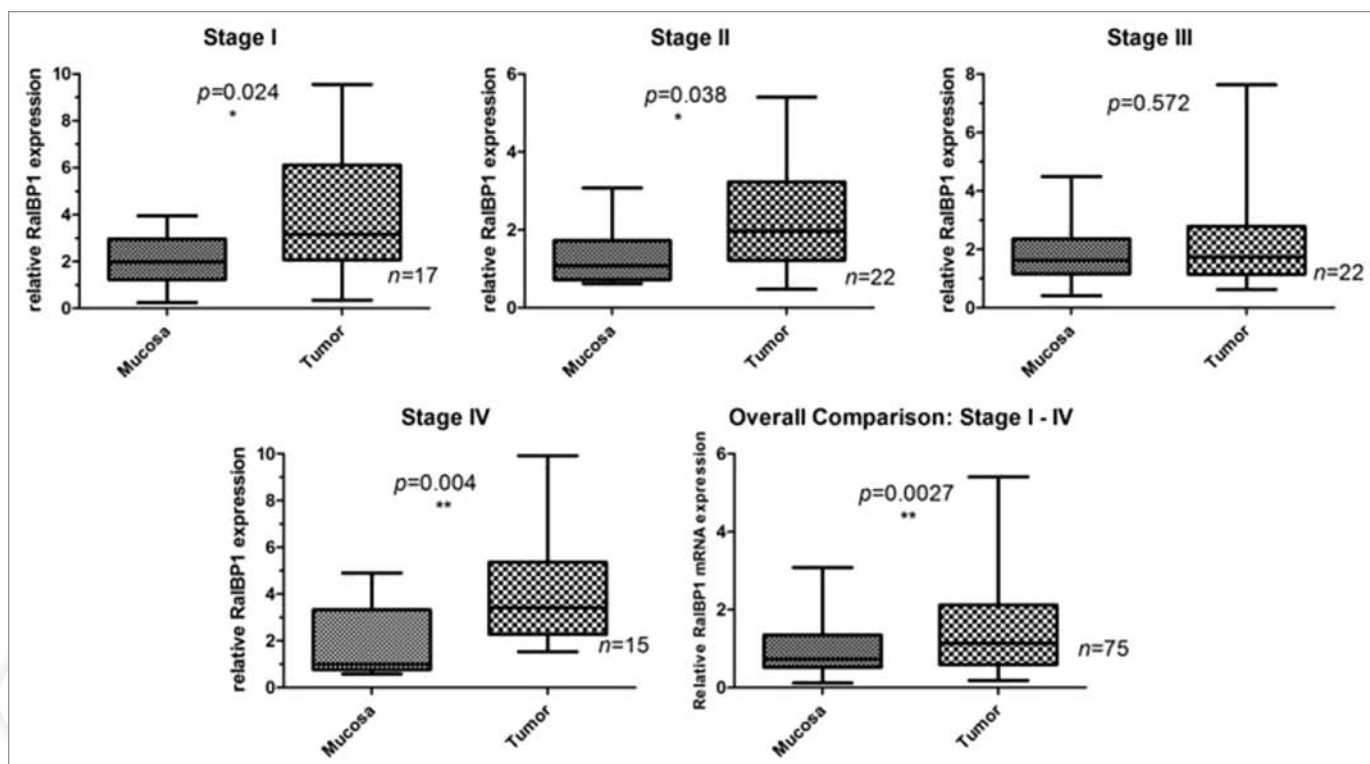 Stage I
relative RalBP1 expression
10
8
6
4
2
0
p=0.024
*
n=17
Mucosa
Tumor
Stage II
relative RalBP1 expression
6
4
2
0
p=0.038
*
n=22
Mucosa
Tumor
Stage III
relative RalBP1 expression
8
6
4
2
0
p=0.572
n=22
Mucosa
Tumor
Stage IV
relative RalBP1 expression
10
8
6
4
2
0
p=0.004
**
n=15
Mucosa
Tumor
Overall Comparison: Stage I - IV
Relative RalBP1 mRNA expression
6
4
2
0
p=0.0027
**
n=75
Mucosa
Tumor